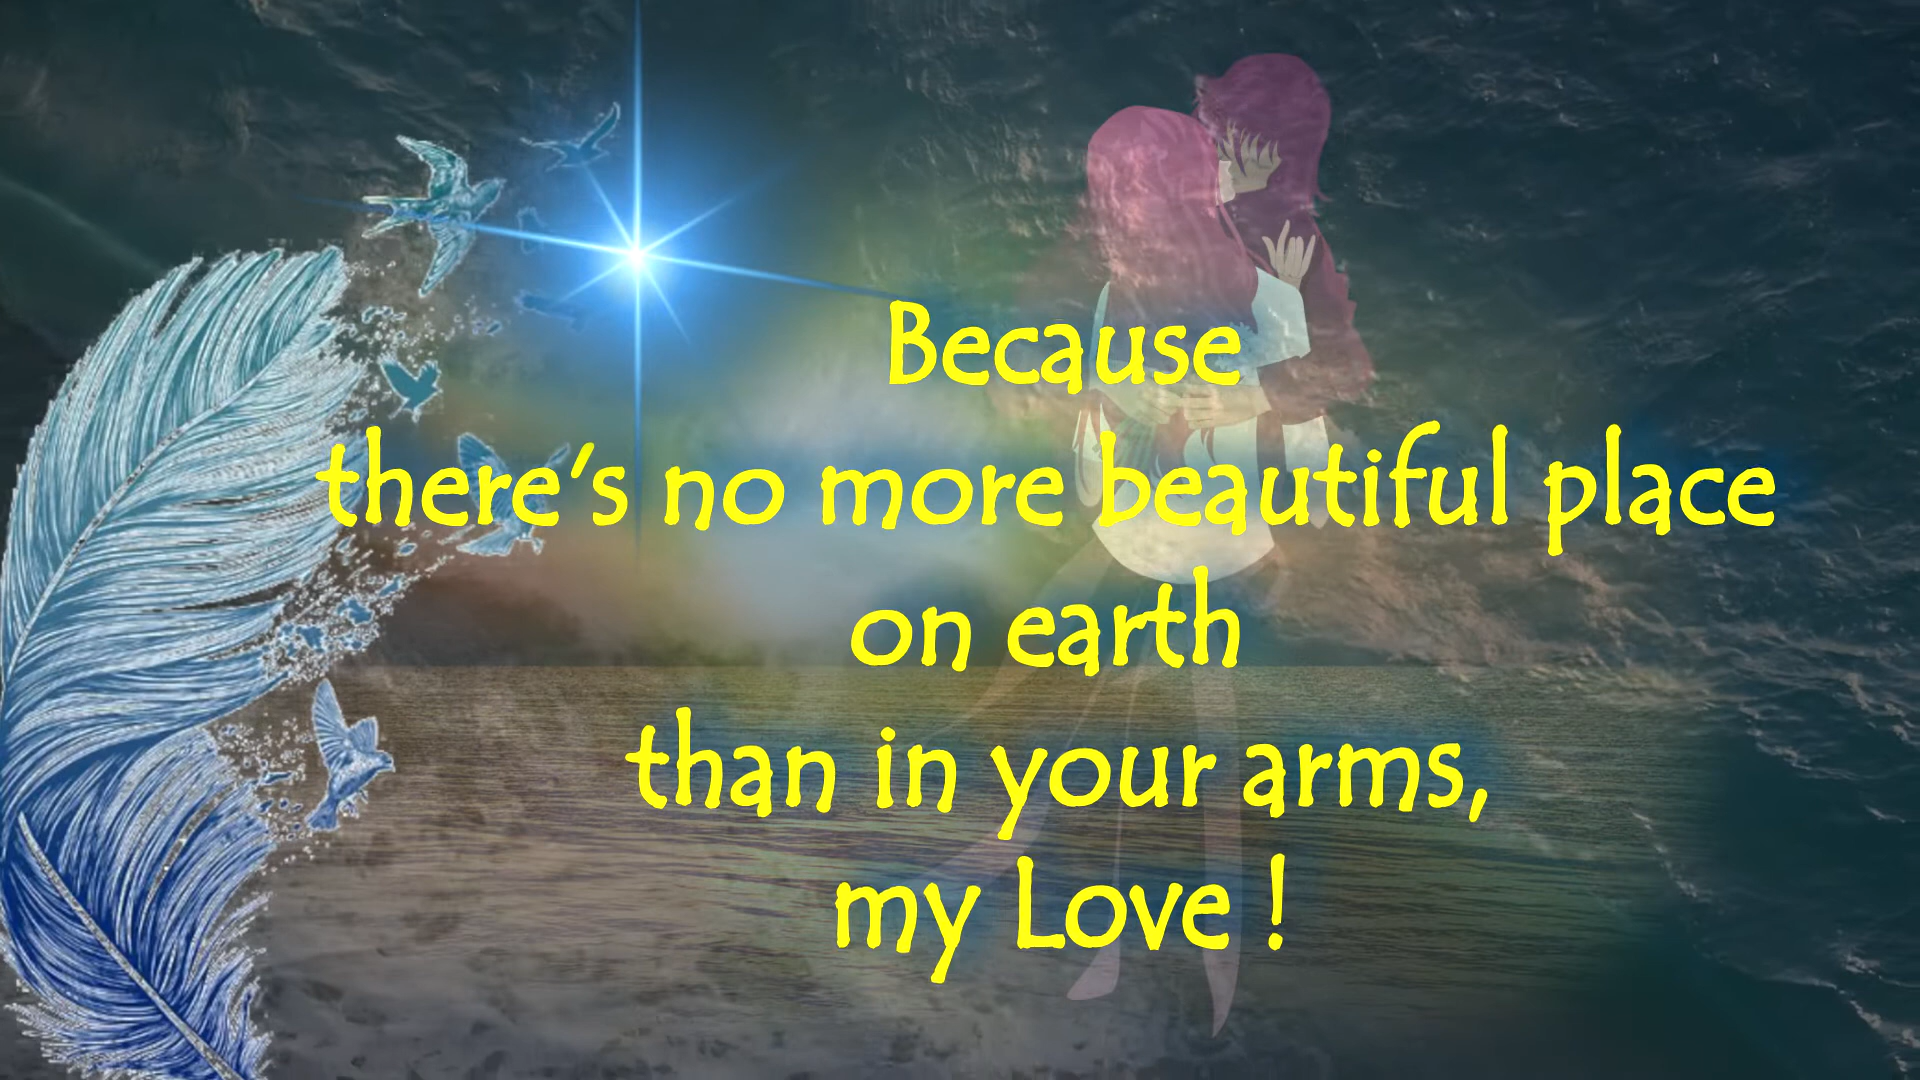 Because
there's no more beautiful place
on earth
than in your arms,
my Love !